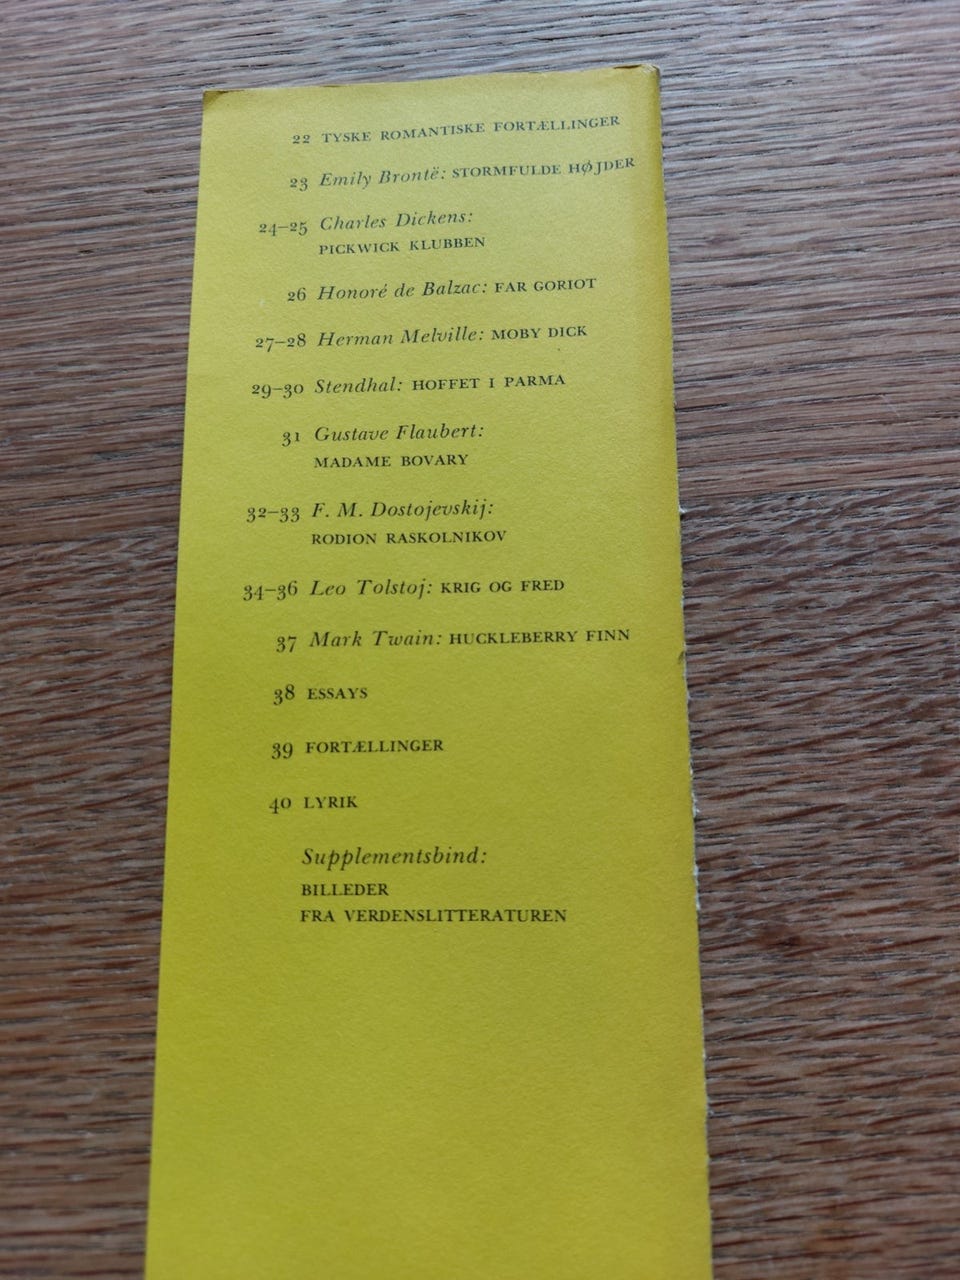 22 TYSKE ROMANTISKE FORTÆLLINGER
23 Emily Brontë: STORMFULDE HØJDER
24–25 Charles Dickens:
PICKWICK KLUBBEN
26 Honoré de Balzac: FAR GORIOT
27–28 Herman Melville: MOBY DICK
29–30 Stendhal: HOFFET I PARMA
31 Gustave Flaubert:
MADAME BOVARY
32–33 F. M. Dostojevskij:
RODION RASKOLNIKOV
34–36 Leo Tolstoj: KRIG OG FRED
37 Mark Twain: HUCKLEBERRY FINN
38 ESSAYS
39 FORTÆLLINGER
40 LYRIK
Supplementsbind:
BILLEDER
FRA VERDENSLITTERATUREN